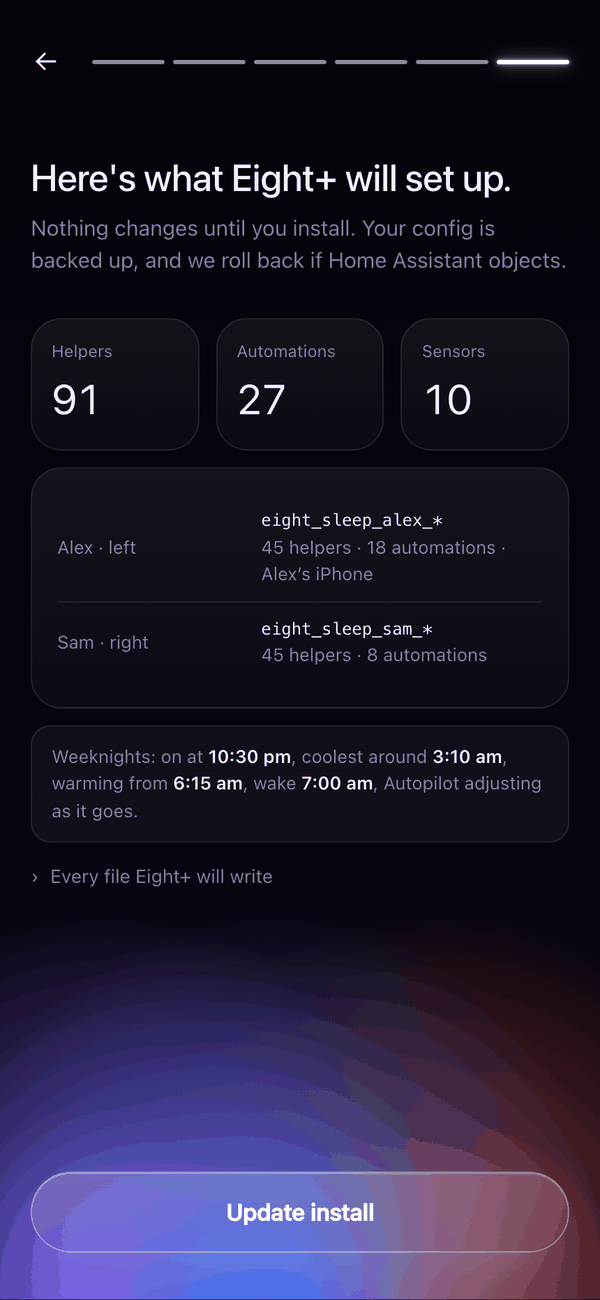 Here's what Eight+ will set up.
Nothing changes until you install. Your config is
backed up, and we roll back if Home Assistant objects.
Helpers
91
Automations
27
Sensors
10
Alex · left
eight_sleep_alex_*
45 helpers · 18 automations ·
Alex’s iPhone
Sam · right
eight_sleep_sam_*
45 helpers · 8 automations
Weeknights: on at 10:30 pm, coolest around 3:10 am,
warming from 6:15 am, wake 7:00 am, Autopilot adjusting
as it goes.
› Every file Eight+ will write
Update install